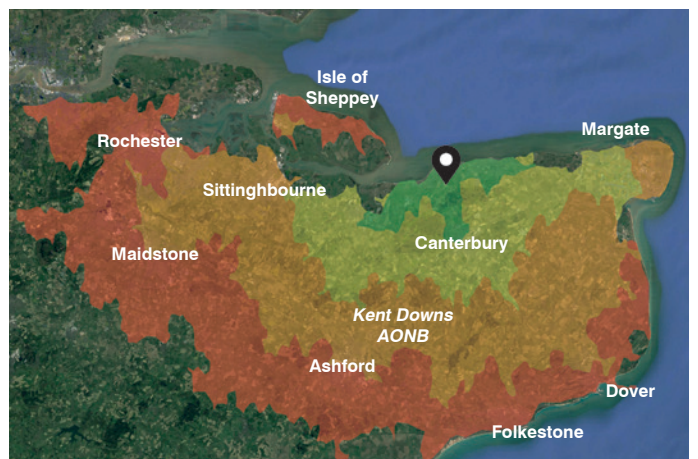 Isle of
Sheppey
Margate
Rochester
Sittinghbourne
Canterbury
Maidstone
Kent Downs
AONB
Ashford
Dover
Folkestone